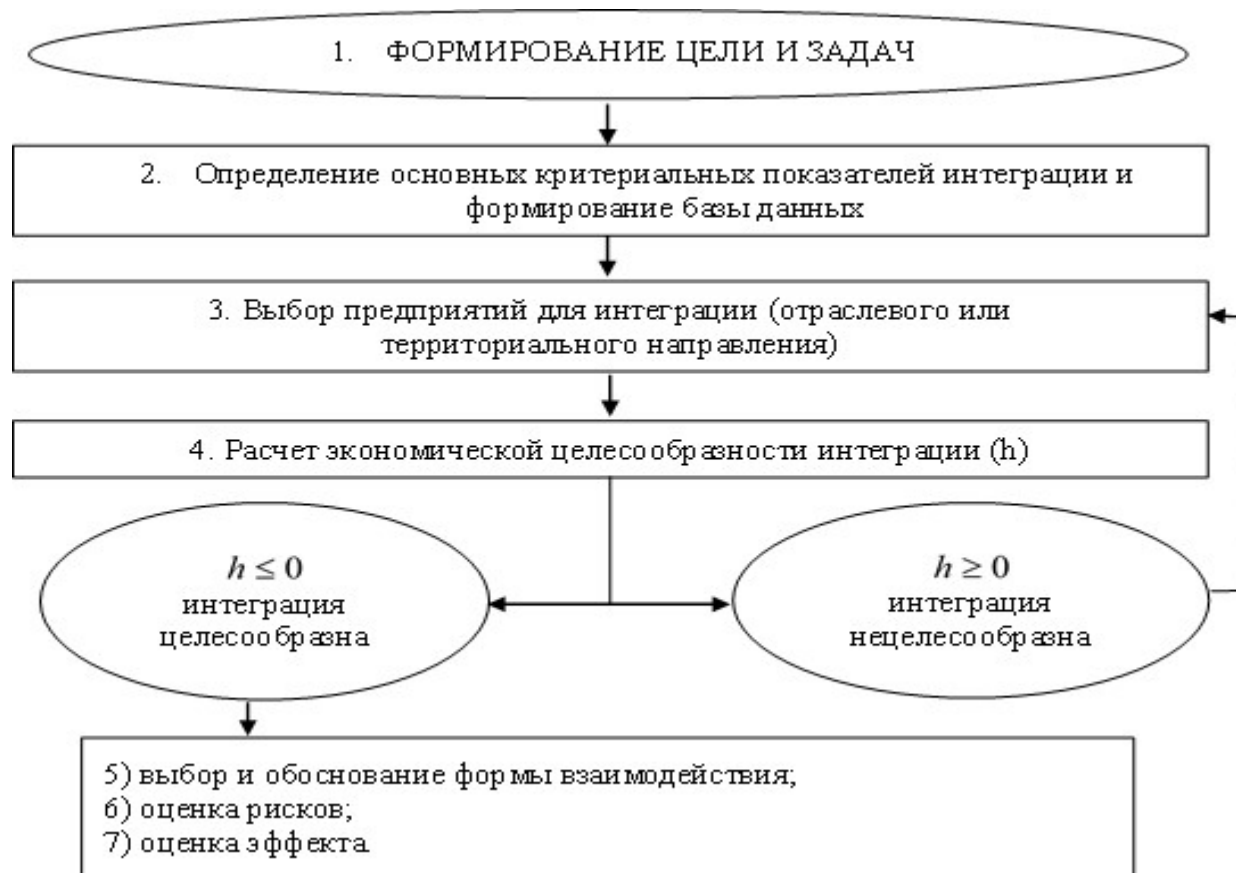 1. ФОРМИРОВАНИЕ ЦЕЛИ И ЗАДАЧ
2. Определение основных критериальных показателей интеграции и
формирование базы данных
3. Выбор предприятий для интеграции (отраслевого или
территориального направления)
4. Расчет экономической целесообразности интеграции (h)
h ≤ 0
интеграция
целесообразна
h ≥ 0
интеграция
нецелесообразна
5) выбор и обоснование формы взаимодействия;
6) оценка рисков;
7) оценка эффекта.